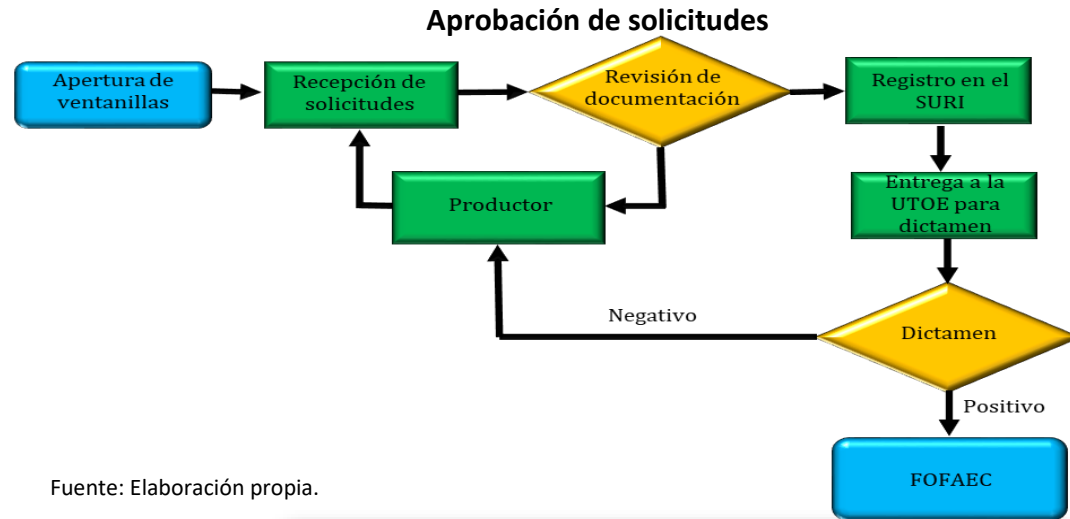 Aprobación de solicitudes
Apertura de
ventanillas
Recepción de
solicitudes
Revisión de
documentación
Registro en el
SURI
Productor
Entrega a la
UTOE para
dictamen
Negativo
Dictamen
Positivo
FOFAEC
Fuente: Elaboración propia.